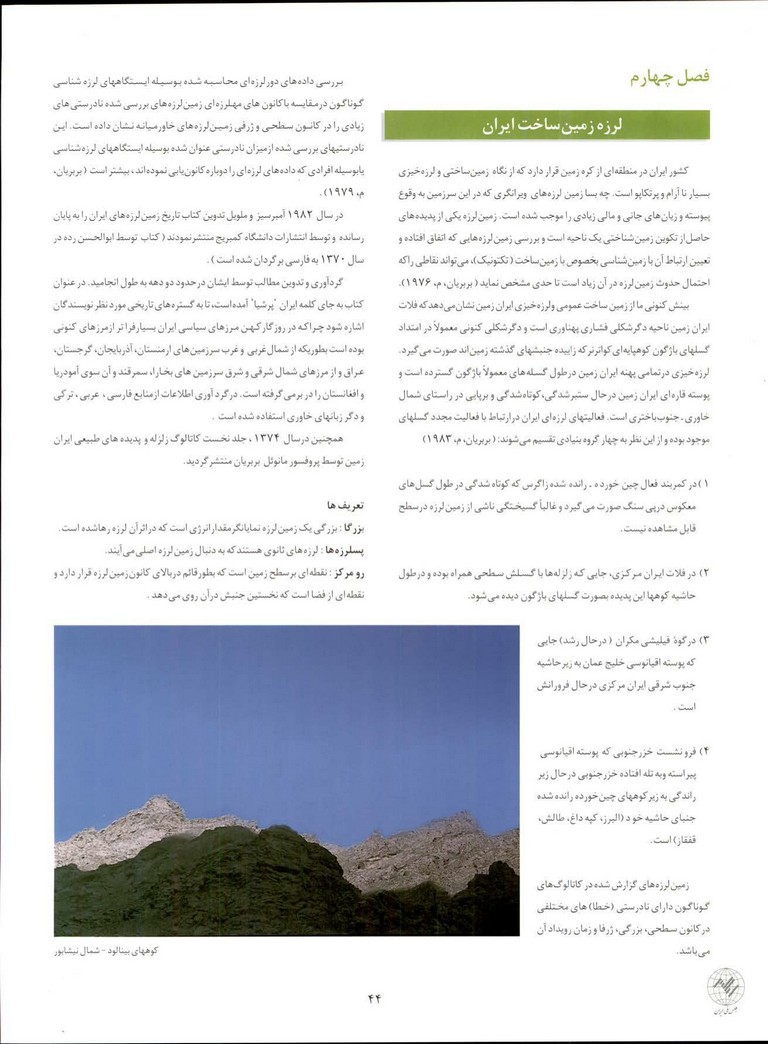 فصل چهارم
لرزه زمین‌ساخت ایران
کشور ایران در منطقه‌ای از کره زمین قرار دارد که از نگاه زمین‌ساختی و لرزه‌خیزی
بسیار نا آرام و پرتکاپو است. چه بسا زمین لرزه‌های ویرانگری که در این سرزمین به وقوع
پیوسته و زیان‌های جانی و مالی زیادی را موجب شده است. زمین‌لرزه یکی از پدیده‌های
حاصل از تکوین زمین‌شناختی یک ناحیه است و بررسی زمین‌لرزه‌هایی که اتفاق افتاده و
تعیین ارتباط آن با زمین‌شناسی بخصوص با زمین‌ساخت (تکتونیک)، می‌تواند نقاطی را که
احتمال حدوث زمین‌لرزه در آن زیاد است تا حدی مشخص نماید (بربریان، م، ۱۹۷۶).
بینش کنونی ما از زمین ساخت عمومی ولرزه‌خیزی ایران زمین نشان می‌دهد که فلات
ایران زمین ناحیه دگرشکلی فشاری پهناوری است و دگرشکلی کنونی معمولاً در امتداد
گسلهای باژگون کوهپایه‌ای کواترنر که زاییده جنبشهای گذشته زمین‌اند صورت می‌گیرد.
لرزه‌خیزی درتمامی پهنه ایران زمین درطول گسله‌های معمولاً باژگون گسترده است و
پوسته قاره‌ای ایران زمین درحال ستبرشدگی، کوتاه‌شدگی و برپایی در راستای شمال
خاوری ـ جنوب‌باختری است. فعالیتهای لرزه‌ای ایران درارتباط با فعالیت مجدد گسلهای
موجود بوده و از این نظر به چهار گروه بنیادی تقسیم می‌شوند: (بربریان، م، ۱۹۸۳)
۱) در کمربند فعال چین خورده ـ رانده شده زاگرس که کوتاه شدگی در طول گسل‌های
معکوس درپی سنگ صورت می‌گیرد و غالباً گسیختگی ناشی از زمین‌لرزه درسطح
قابل مشاهده نیست.
۲) در فلات ایران مرکزی، جایی که زلزله‌ها با گسلش سطحی همراه بوده و درطول
حاشیه کوهها این پدیده بصورت گسلهای باژگون دیده می‌شود.
۳) درگوهٔ فیلیشی مکران (درحال رشد) جایی
که پوسته اقیانوسی خلیج عمان به زیرحاشیه
جنوب شرقی ایران مرکزی درحال فرورانش
است .
۴) فرونشست خزرجنوبی که پوسته اقیانوسی
پیراسته وبه تله افتاده خزرجنوبی درحال زیر
راندگی به زیر کوههای چین‌خورده رانده شده
جنبای حاشیه خود (البرز، کپه داغ، طالش،
قفقاز) است.
زمین‌لرزه‌های گزارش شده در کاتالوگ‌های
گوناگون دارای نادرستی (خطا) های مختلفی
درکانون سطحی، بزرگی، ژرفا و زمان رویداد آن
می‌باشد.
بررسی داده‌های دورلرزه‌ای محاسبه شده بوسیله ایستگاههای لرزه شناسی
گوناگون درمقایسه باکانون های مهلرزه‌ای زمین‌لرزه‌های بررسی شده نادرستی‌های
زیادی را در کانون سطحی و ژرفی زمین‌لرزه‌های خاورمیانه نشان داده است. این
نادرستیهای بررسی شده ازمیزان نادرستی عنوان شده بوسیله ایستگاههای لرزه‌شناسی
یابوسیله افرادی که داده‌های لرزه‌ای را دوباره کانون‌یابی نموده‌اند، بیشتر است (بربریان،
م، ۱۹۷۹).
در سال ۱۹۸۲ آمبرسیز و ملویل تدوین کتاب تاریخ زمین‌لرزه‌های ایران را به پایان
رسانده و توسط انتشارات دانشگاه کمبریج منتشرنمودند (کتاب توسط ابوالحسن رده در
سال ۱۳۷۰ به فارسی برگردان شده است).
گردآوری و تدوین مطالب توسط ایشان درحدود دو دهه به طول انجامید. در عنوان
کتاب به جای کلمه ایران "پرشیا" آمده‌است، تا به گستره‌های تاریخی مورد نظر نویسندگان
اشاره شود چراکه در روزگار کهن مرزهای سیاسی ایران بسیارفراتر ازمرزهای کنونی
بوده است بطوریکه از شمال‌غربی و غرب سرزمین‌های ارمنستان، آذربایجان، گرجستان،
عراق و از مرزهای شمال شرقی و شرق سرزمین های بخارا، سمرقند و آن سوی آمودریا
و افغانستان را در برمی‌گرفته است. درگرد آوری اطلاعات ازمنابع فارسی ، عربی ، ترکی
و دگر زبانهای خاوری استفاده شده است .
همچنین درسال ۱۳۷۴ ، جلد نخست کاتالوگ زلزله و پدیده های طبیعی ایران
زمین توسط پروفسور مانوئل بربریان منتشر گردید.
تعریف ها
بزرگا : بزرگی یک زمین‌لرزه نمایانگرمقدارانرژی است که دراثرآن لرزه رهاشده است.
پسلرزه‌ها : لرزه‌های ثانوی هستندکه به دنبال زمین‌لرزه اصلی می‌آیند.
رو مرکز : نقطه‌ای برسطح زمین است که بطورقائم دربالای کانون زمین‌لرزه قرار دارد و
نقطه‌ای از فضا است که نخستین جنبش درآن روی می‌دهد .
کوههای بینالود – شمال نیشابور
۴۴